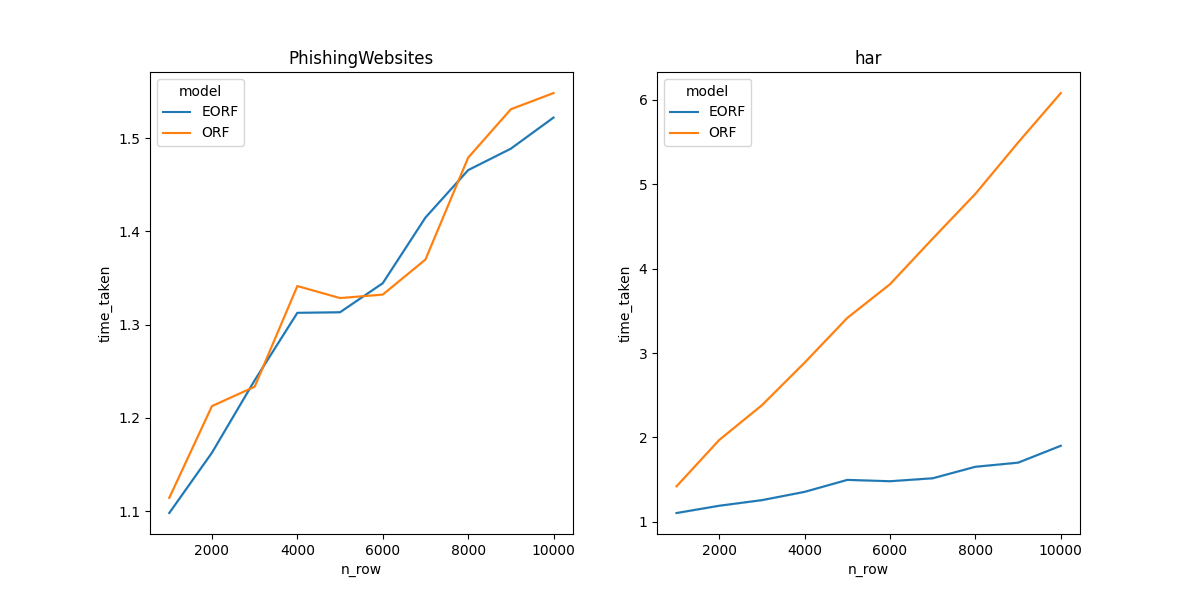 PhishingWebsites
model
EORF
ORF
1.5
1.4
1.3
1.2
1.1
time_taken
2000 4000 6000 8000 10000
n_row
har
model
EORF
ORF
6
5
4
3
2
1
time_taken
2000 4000 6000 8000 10000
n_row